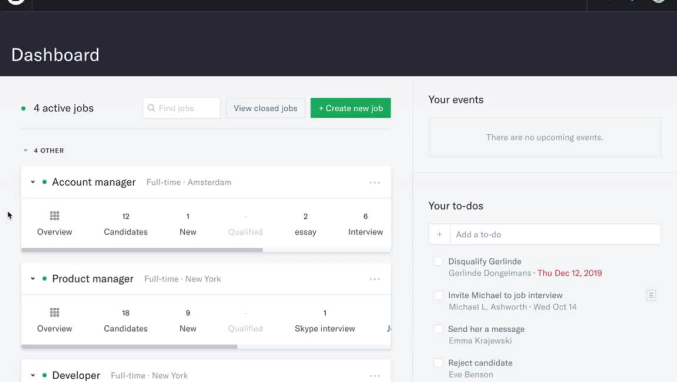 Dashboard
4 active jobs
Find jobs
View closed jobs
+ Create new job
4 OTHER
Account manager Full-time · Amsterdam
12 1 - 2 6
Overview Candidates New Qualified essay Interview
Product manager Full-time · New York
18 9 - 1
Overview Candidates New Qualified Skype interview
Developer Full-time · New York
Your events
There are no upcoming events.
Your to-dos
+ Add a to-do
Disqualify Gerlinde
Gerlinde Dongelmans · Thu Dec 12, 2019
Invite Michael to job interview
Michael L. Ashworth · Wed Oct 14
Send her a message
Emma Krajewski
Reject candidate
Eve Benson